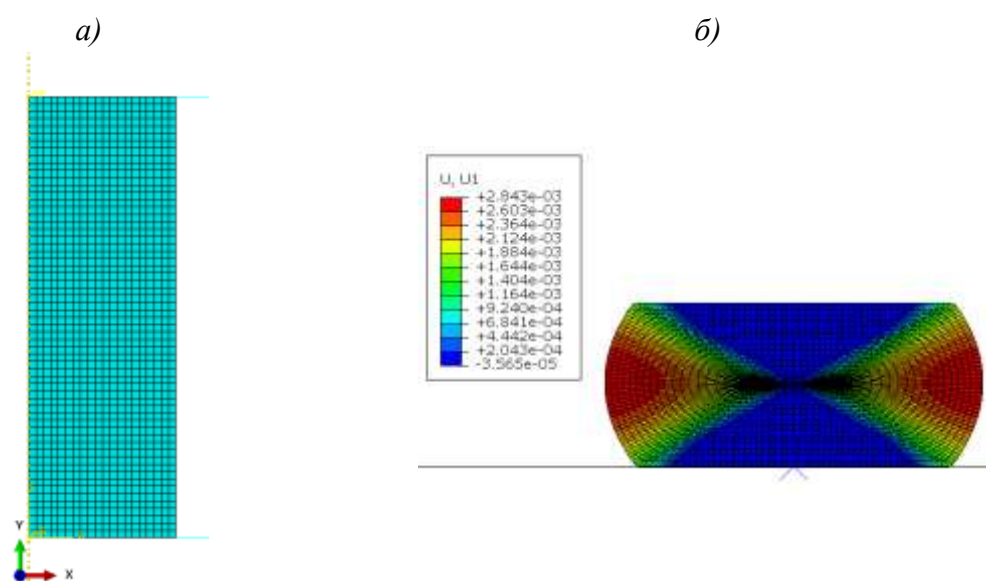 а)
б)
U, U1
+2.843e-03
+2.603e-03
+2.364e-03
+2.124e-03
+1.884e-03
+1.644e-03
+1.404e-03
+1.164e-03
+9.240e-04
+6.841e-04
+4.442e-04
+2.043e-04
-3.565e-05
Y
X